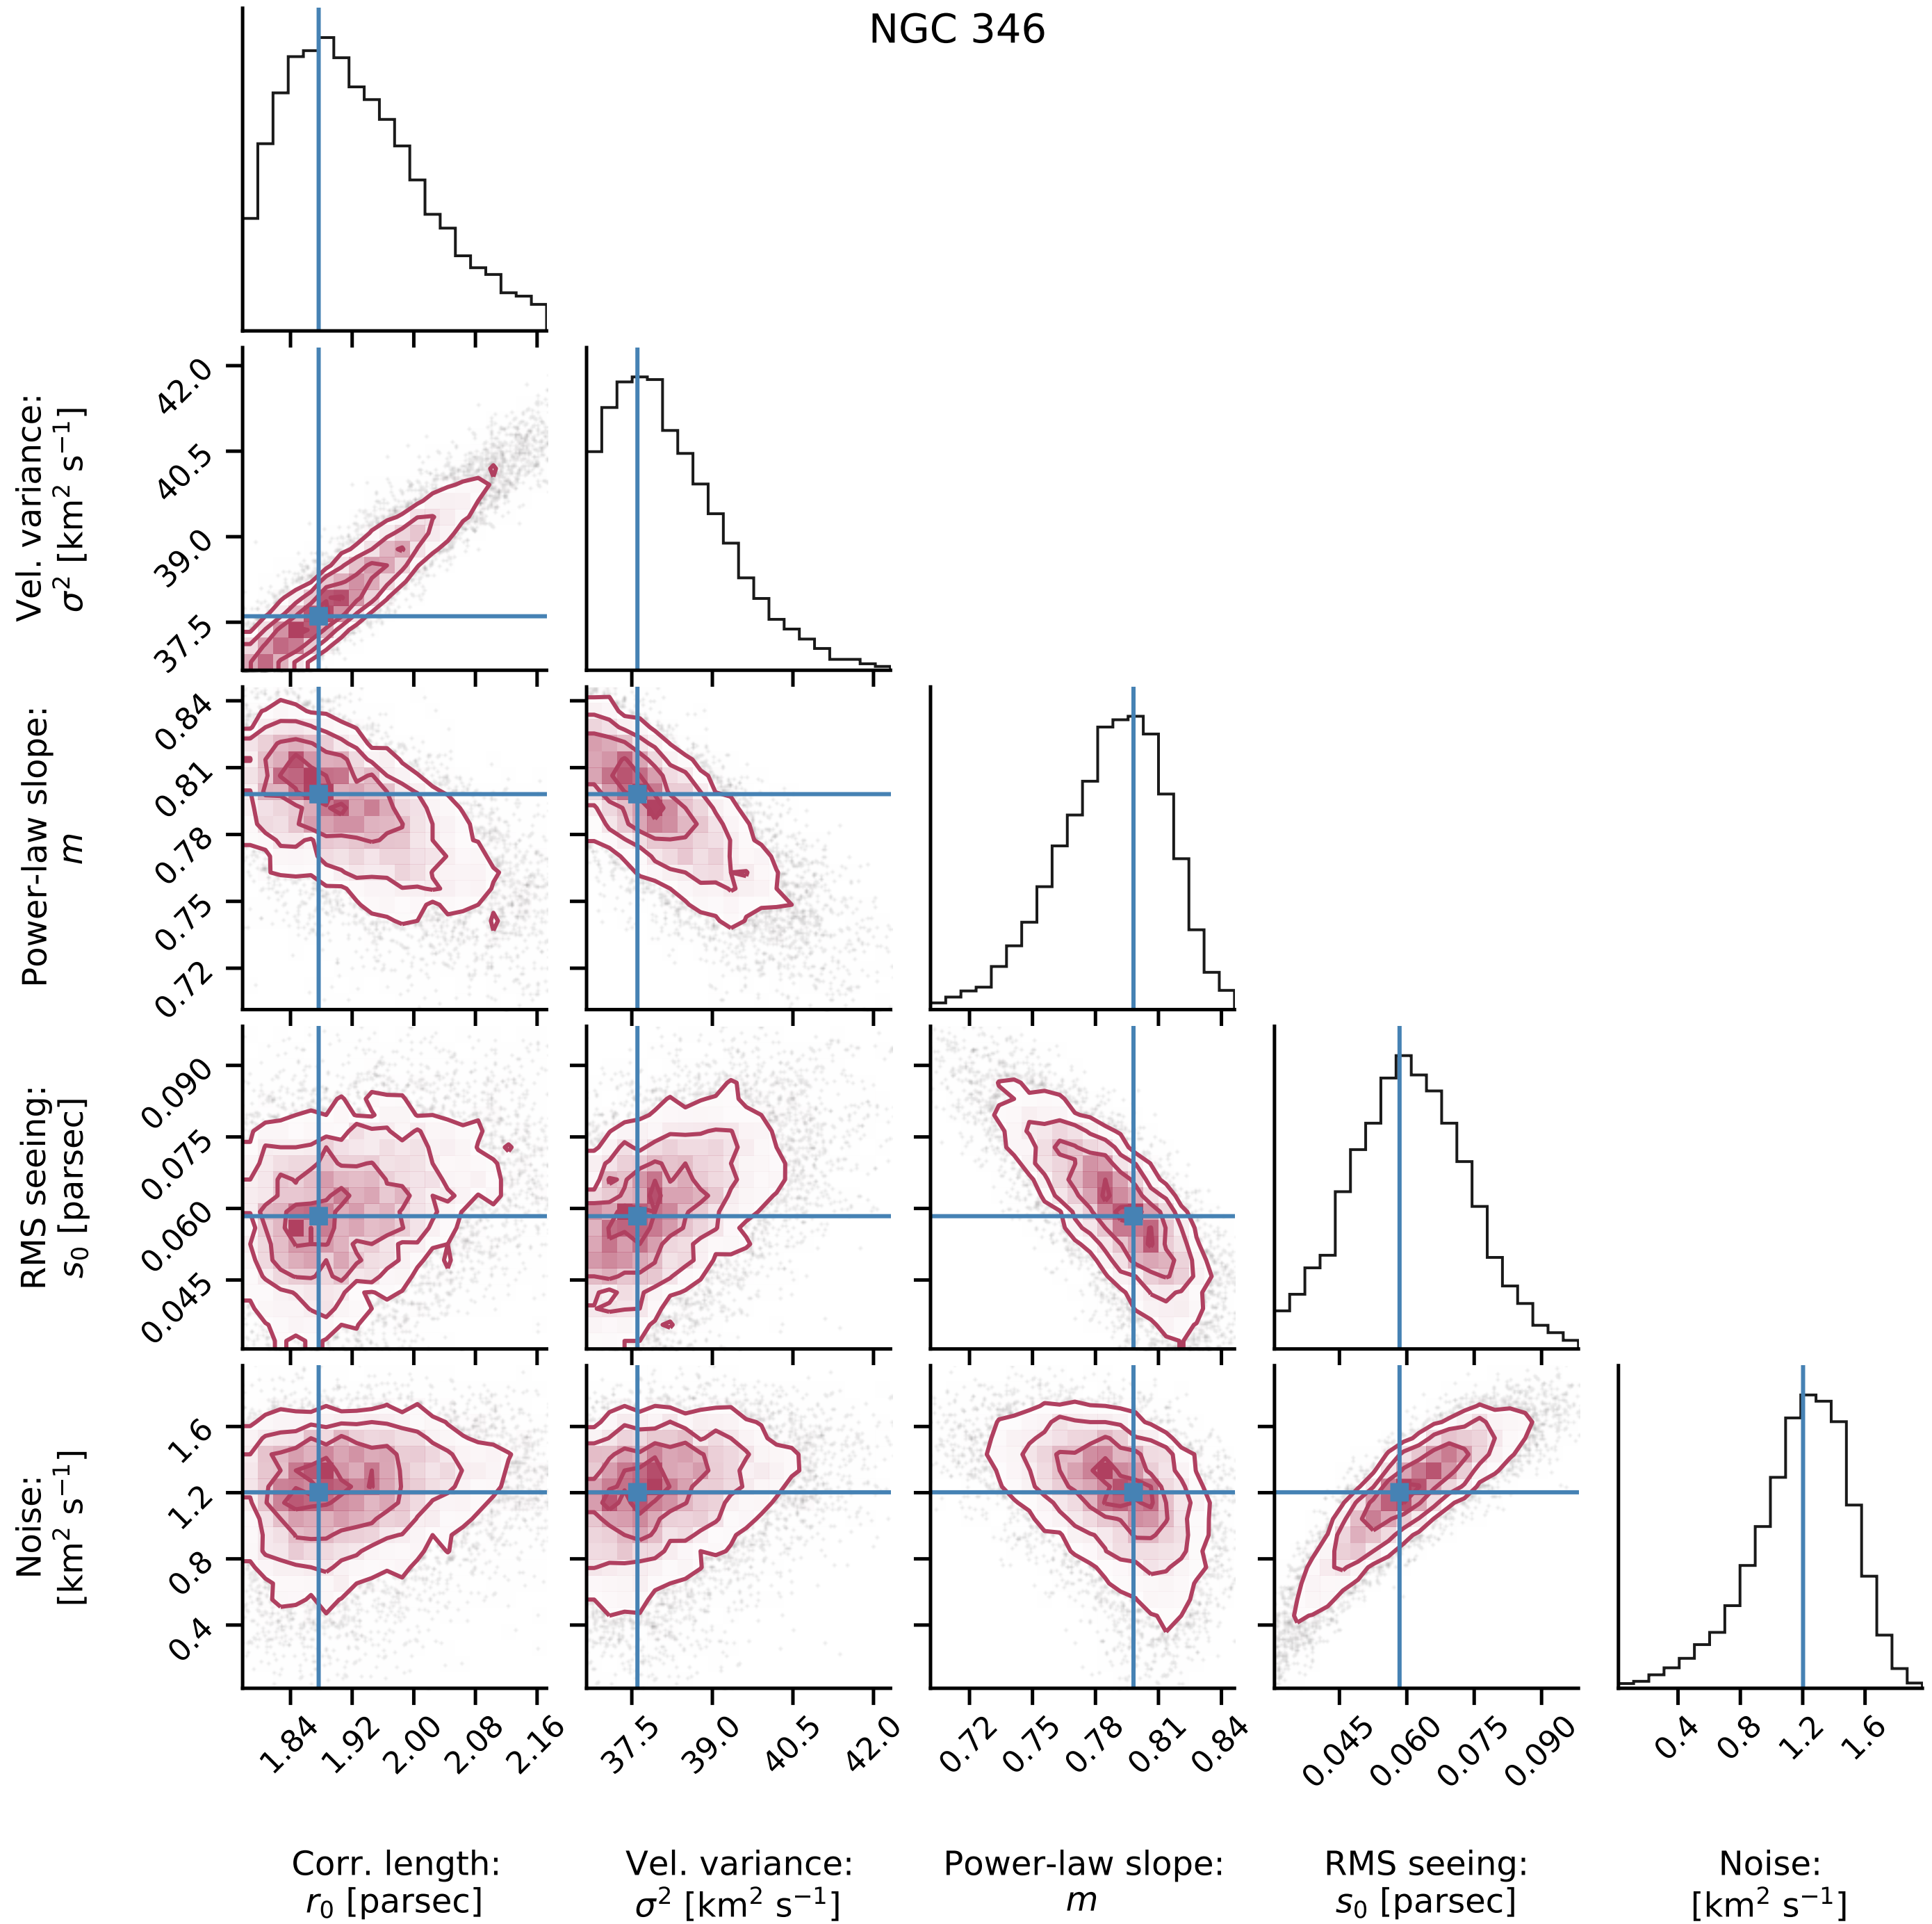 NGC 346
Vel. variance:
σ² [km² s⁻¹]
42.0
40.5
39.0
37.5
Power-law slope:
m
0.84
0.81
0.78
0.75
0.72
RMS seeing:
s₀ [parsec]
0.090
0.075
0.060
0.045
Noise:
[km² s⁻¹]
1.6
1.2
0.8
0.4
1.84 1.92 2.00 2.08 2.16
37.5 39.0 40.5 42.0
0.72 0.75 0.78 0.81 0.84
0.045 0.060 0.075 0.090
0.4 0.8 1.2 1.6
Corr. length:
r₀ [parsec]
Vel. variance:
σ² [km² s⁻¹]
Power-law slope:
m
RMS seeing:
s₀ [parsec]
Noise:
[km² s⁻¹]